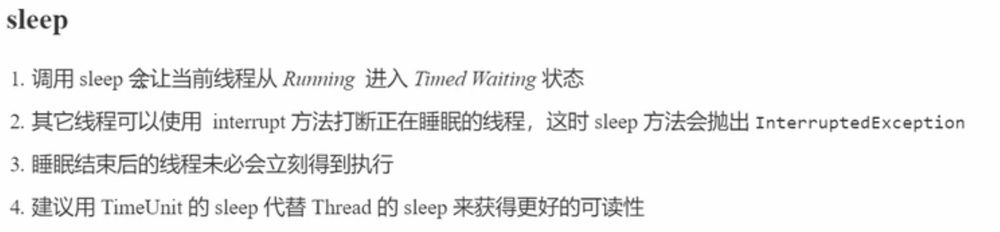 sleep
1. 调用 sleep 会让当前线程从 Running 进入 Timed Waiting 状态
2. 其它线程可以使用 interrupt 方法打断正在睡眠的线程，这时 sleep 方法会抛出 InterruptedException
3. 睡眠结束后的线程未必会立刻得到执行
4. 建议用 TimeUnit 的 sleep 代替 Thread 的 sleep 来获得更好的可读性